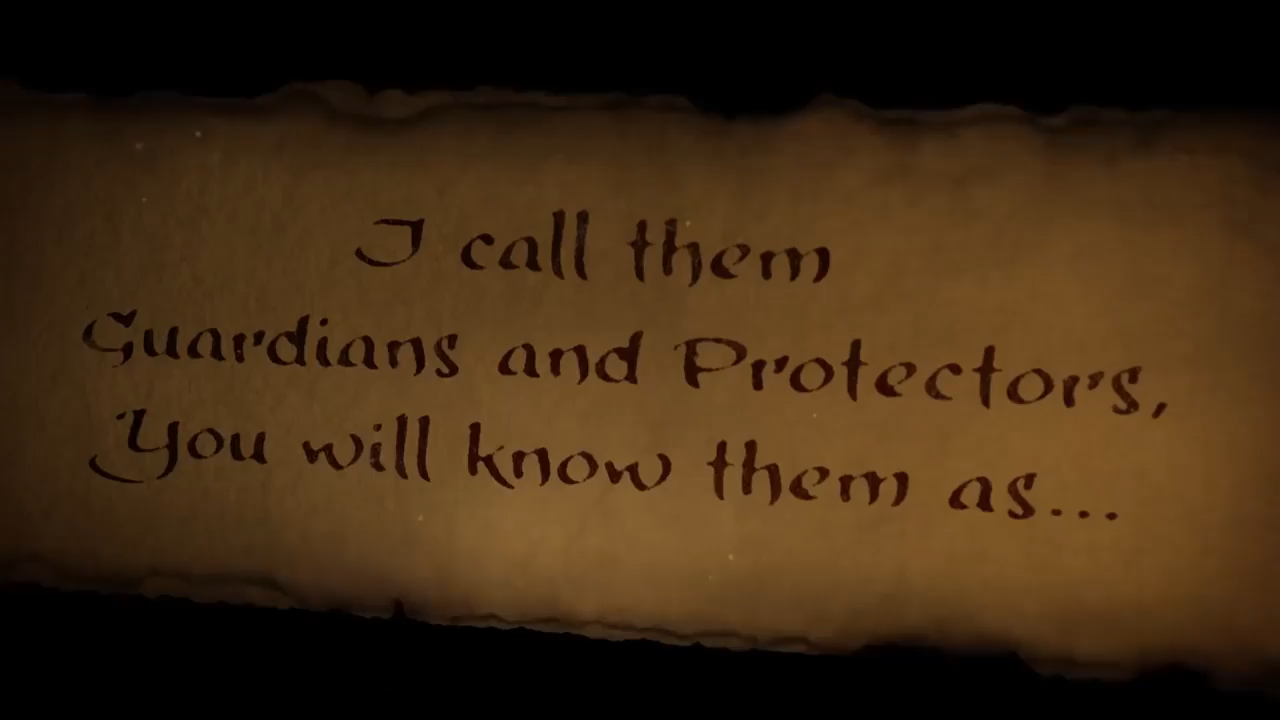 I call them
Guardians and Protectors,
You will know them as...